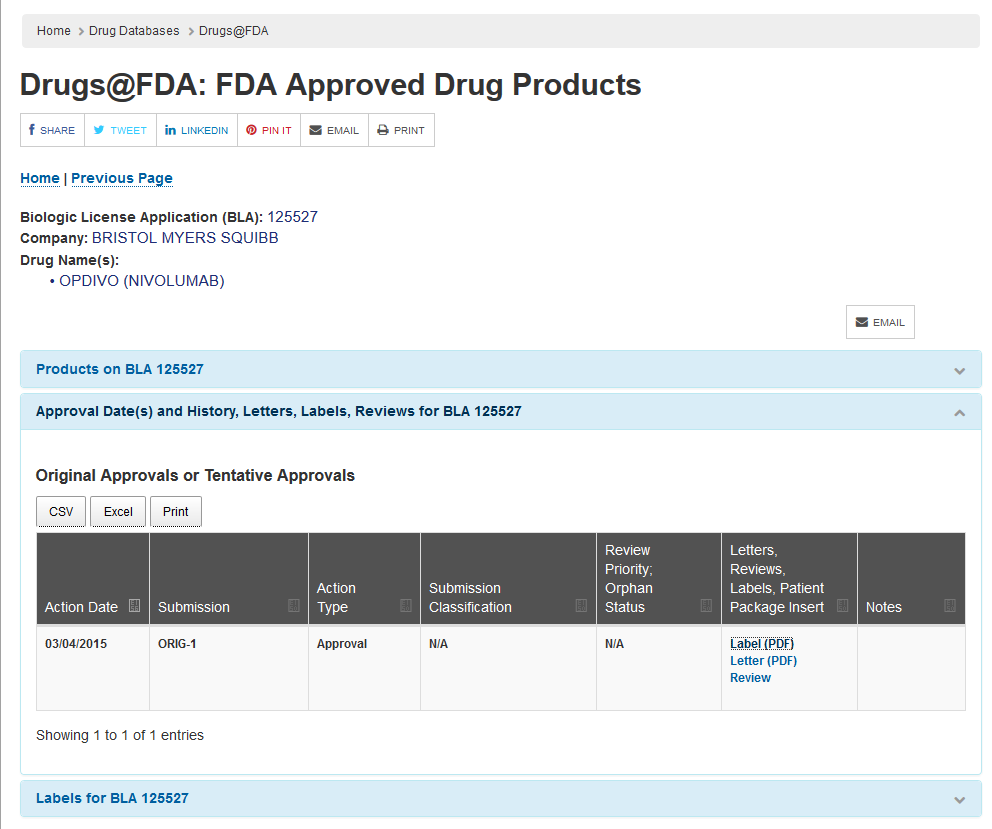 Home > Drug Databases > Drugs@FDA
Drugs@FDA: FDA Approved Drug Products
SHARE TWEET LINKEDIN PIN IT EMAIL PRINT
Home | Previous Page
Biologic License Application (BLA): 125527
Company: BRISTOL MYERS SQUIBB
Drug Name(s):
• OPDIVO (NIVOLUMAB)
EMAIL
Products on BLA 125527
Approval Date(s) and History, Letters, Labels, Reviews for BLA 125527
Original Approvals or Tentative Approvals
CSV Excel Print
Action Date
Submission
Action
Type
Submission
Classification
Review
Priority;
Orphan
Status
Letters,
Reviews,
Labels, Patient
Package Insert
Notes
03/04/2015 ORIG-1 Approval N/A N/A Label (PDF)
Letter (PDF)
Review
Showing 1 to 1 of 1 entries
Labels for BLA 125527